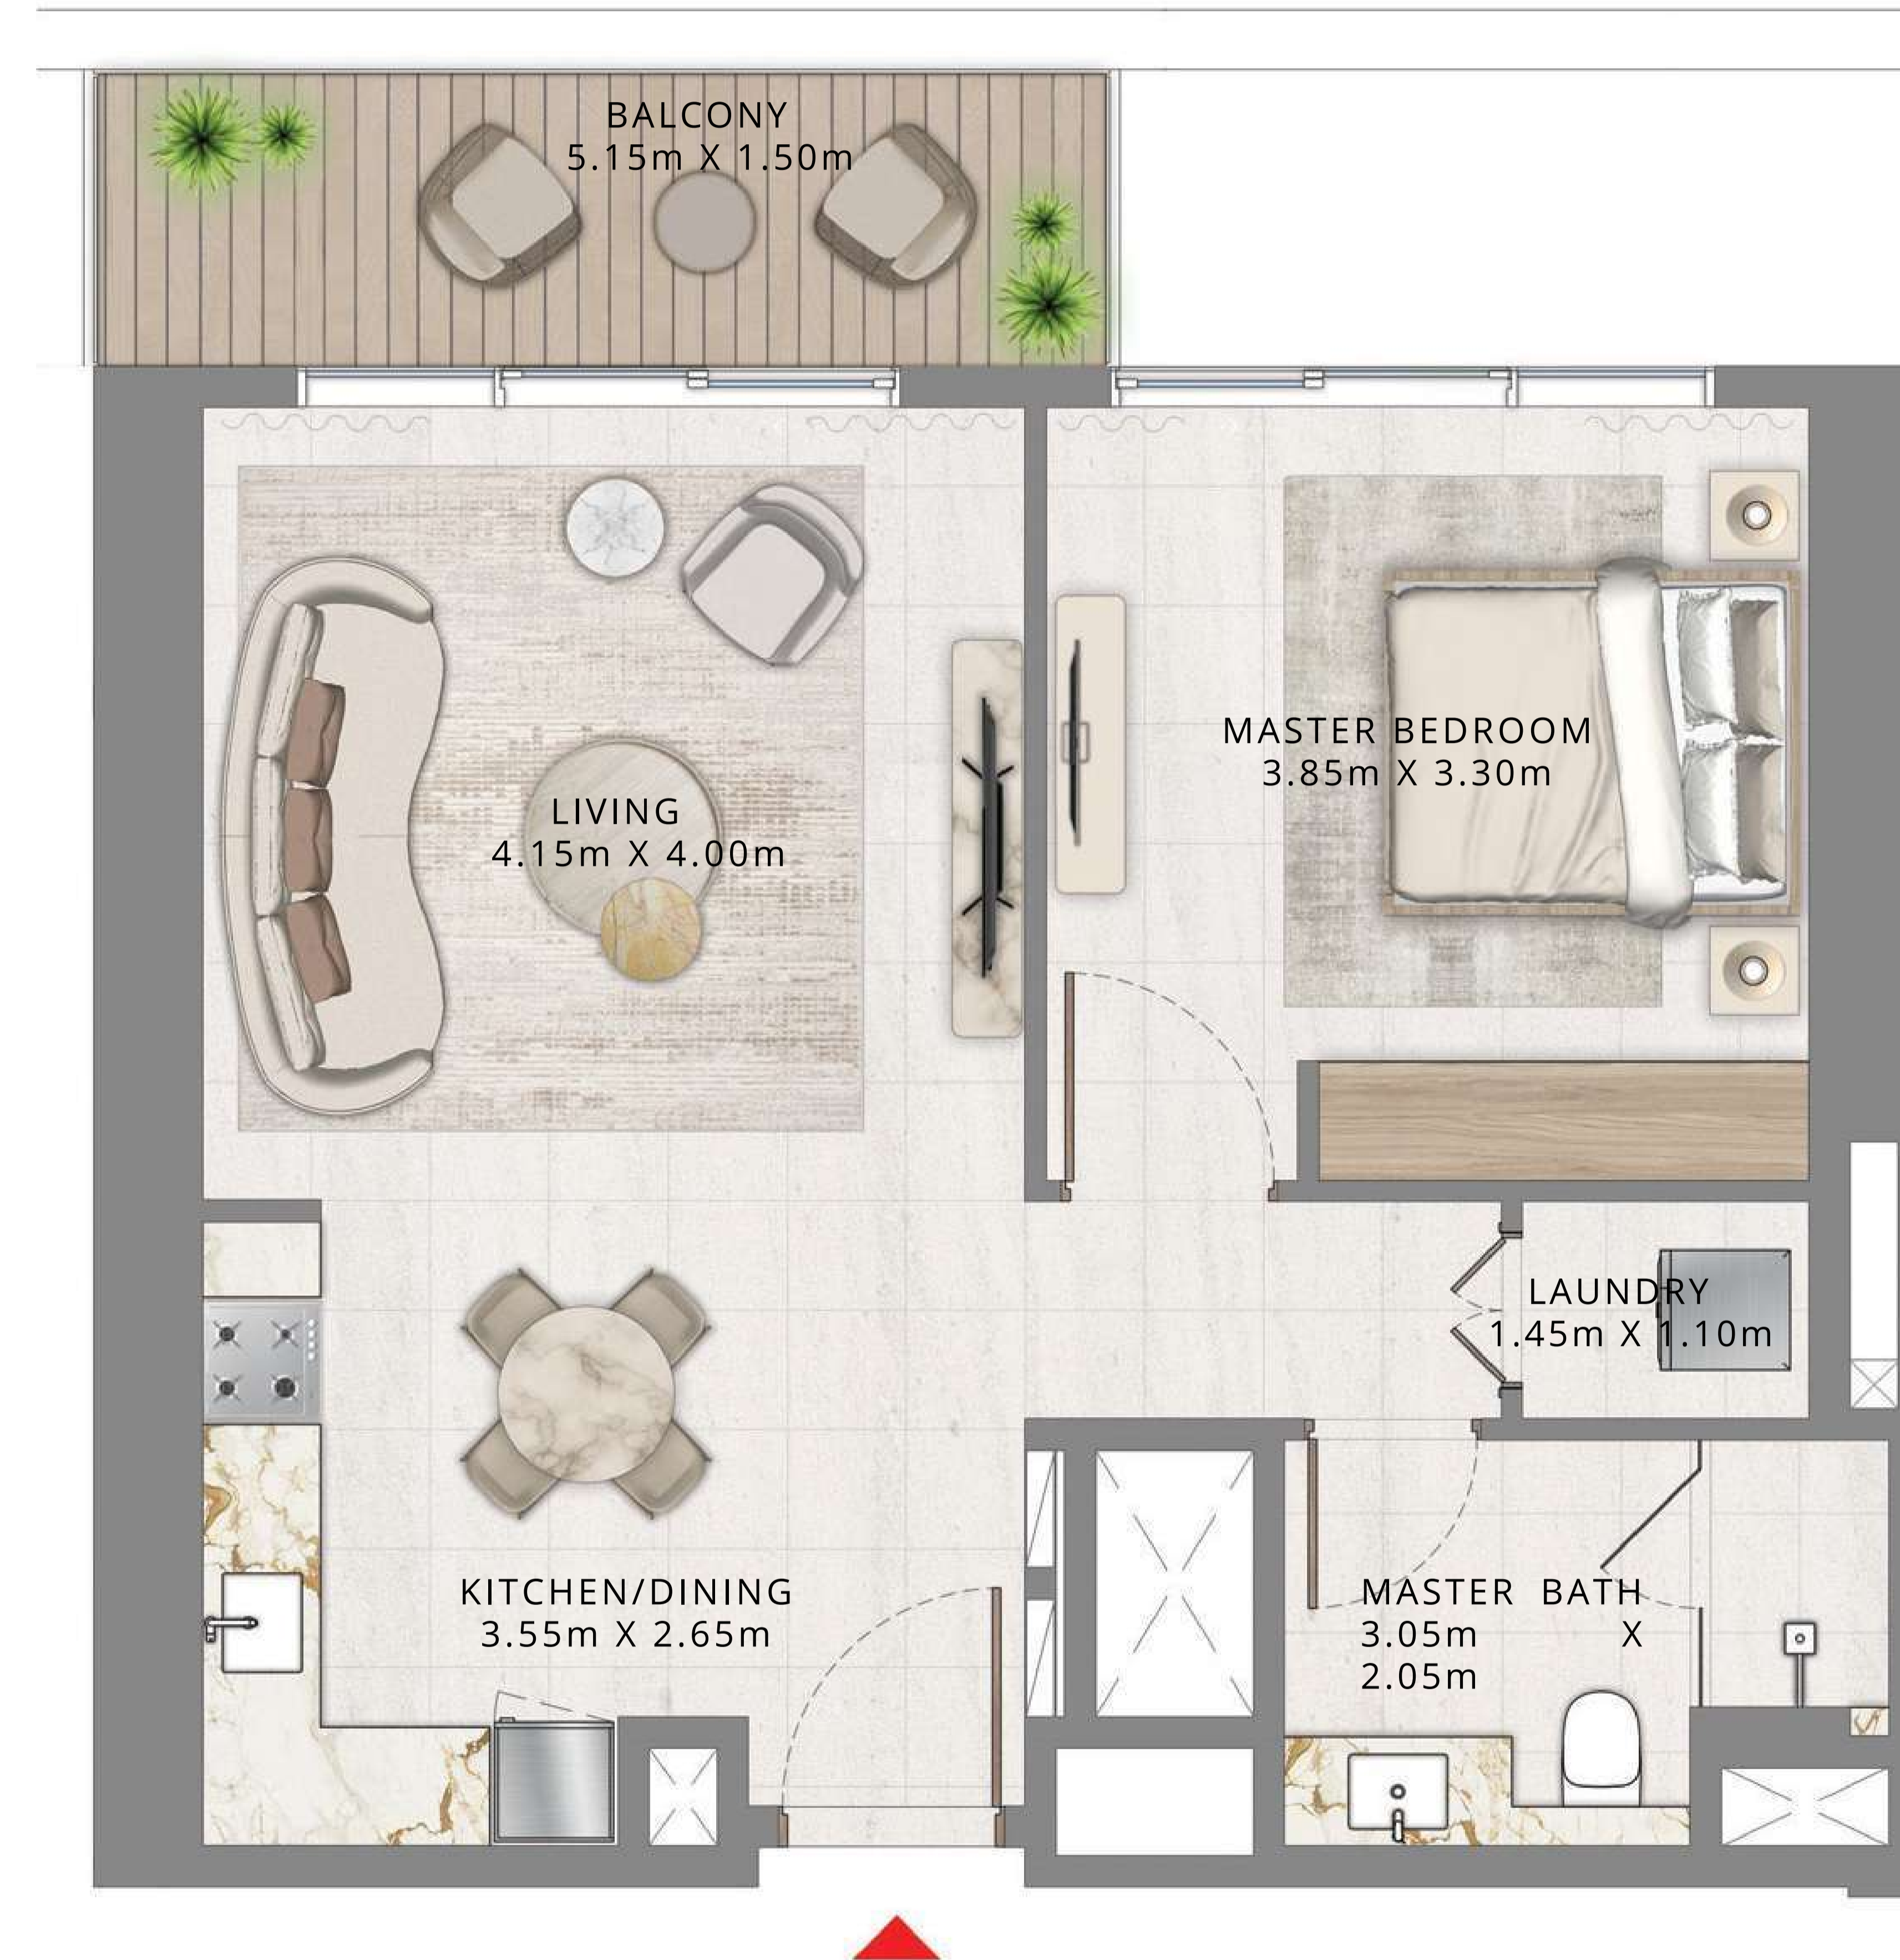 BALCONY
5.15m X 1.50m
MASTER BEDROOM
3.85m X 3.30m
LIVING
4.15m X 4.00m
LAUNDRY
1.45m X 1.10m
KITCHEN/DINING
3.55m X 2.65m
MASTER BATH
3.05m X
2.05m